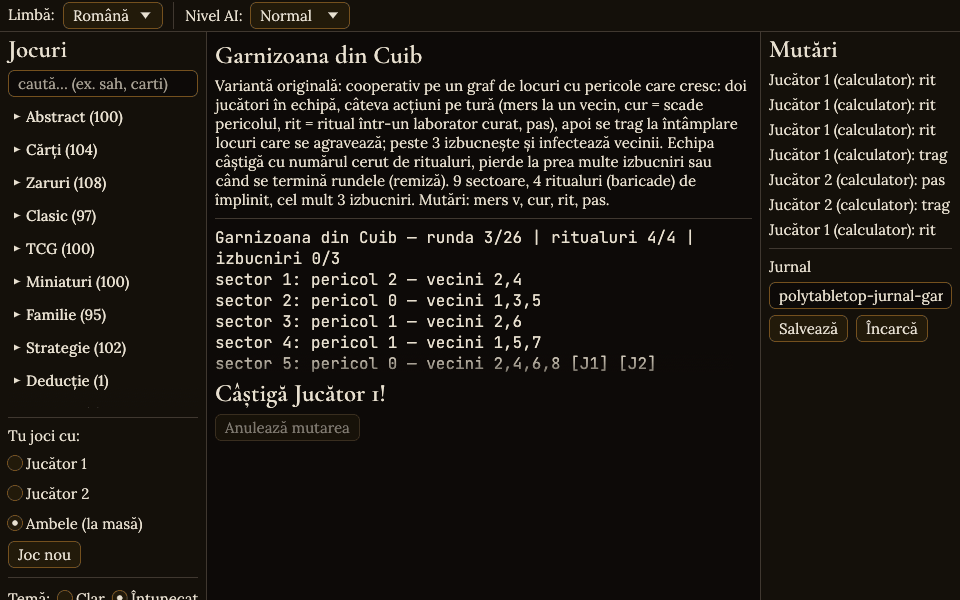 Limbă: Română Nivel AI: Normal
Jocuri
caută... (ex. sah, carti)
Abstract (100)
Cărți (104)
Zaruri (108)
Clasic (97)
TCG (100)
Miniaturi (100)
Familie (95)
Strategie (102)
Deducție (1)
Tu joci cu:
Jucător 1
Jucător 2
Ambele (la masă)
Joc nou
Temă: Clar Întunecat
Garnizoana din Cuib
Variantă originală: cooperativ pe un graf de locuri cu pericole care cresc: doi
jucători în echipă, câteva acțiuni pe tură (mers la un vecin, cur = scade
pericolul, rit = ritual într-un laborator curat, pas), apoi se trag la întâmplare
locuri care se agravează; peste 3 izbucnește și infectează vecinii. Echipa
câștigă cu numărul cerut de ritualuri, pierde la prea multe izbucniri sau
când se termină rundele (remiză). 9 sectoare, 4 ritualuri (baricade) de
împlinit, cel mult 3 izbucniri. Mutări: mers v, cur, rit, pas.
Garnizoana din Cuib — runda 3/26 | ritualuri 4/4 |
izbucniri 0/3
sector 1: pericol 2 — vecini 2,4
sector 2: pericol 0 — vecini 1,3,5
sector 3: pericol 1 — vecini 2,6
sector 4: pericol 1 — vecini 1,5,7
sector 5: pericol 0 — vecini 2,4,6,8 [J1] [J2]
Câștigă Jucător 1!
Anulează mutarea
Mutări
Jucător 1 (calculator): rit
Jucător 1 (calculator): rit
Jucător 1 (calculator): rit
Jucător 1 (calculator): trag
Jucător 2 (calculator): pas
Jucător 2 (calculator): trag
Jucător 1 (calculator): rit
Jurnal
polytabletop-jurnal-gar
Salvează Încarcă